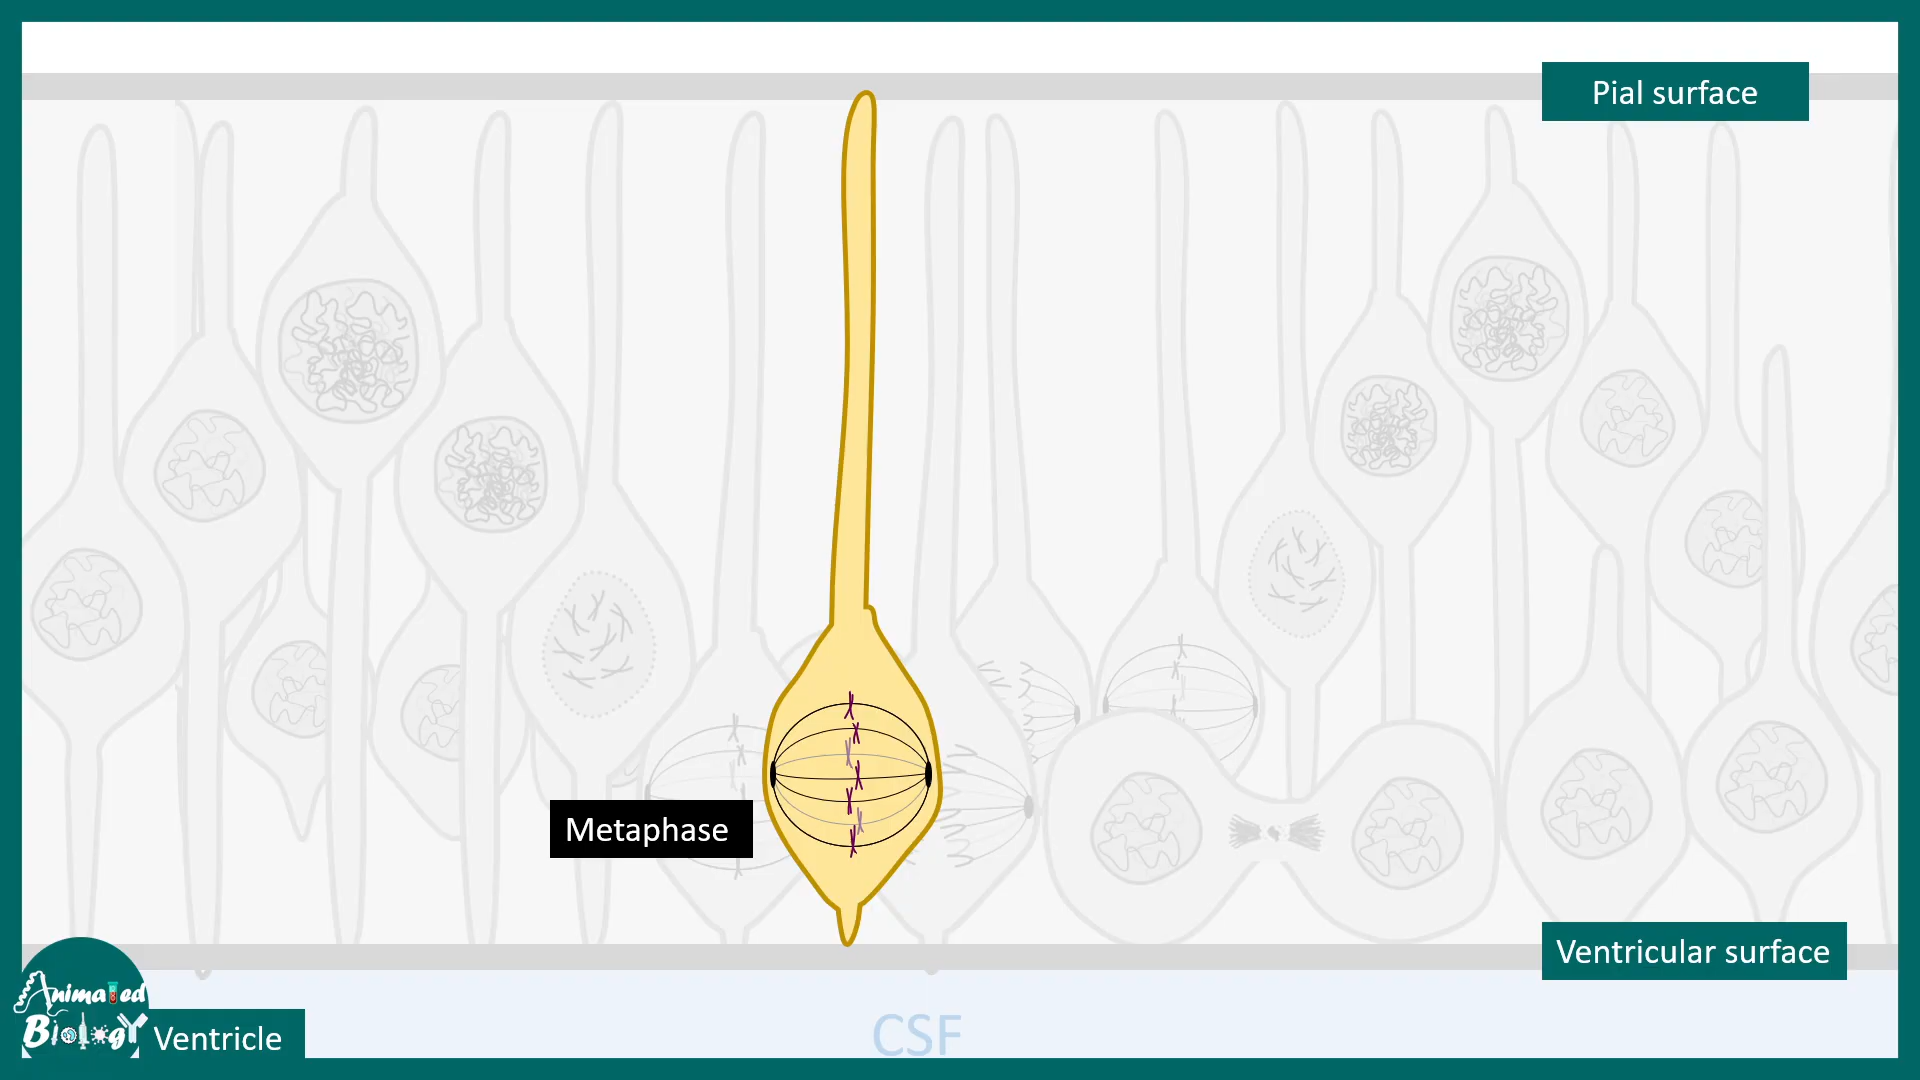 Pial surface
Metaphase
Ventricular surface
Animated
Biology
Ventricle
CSF